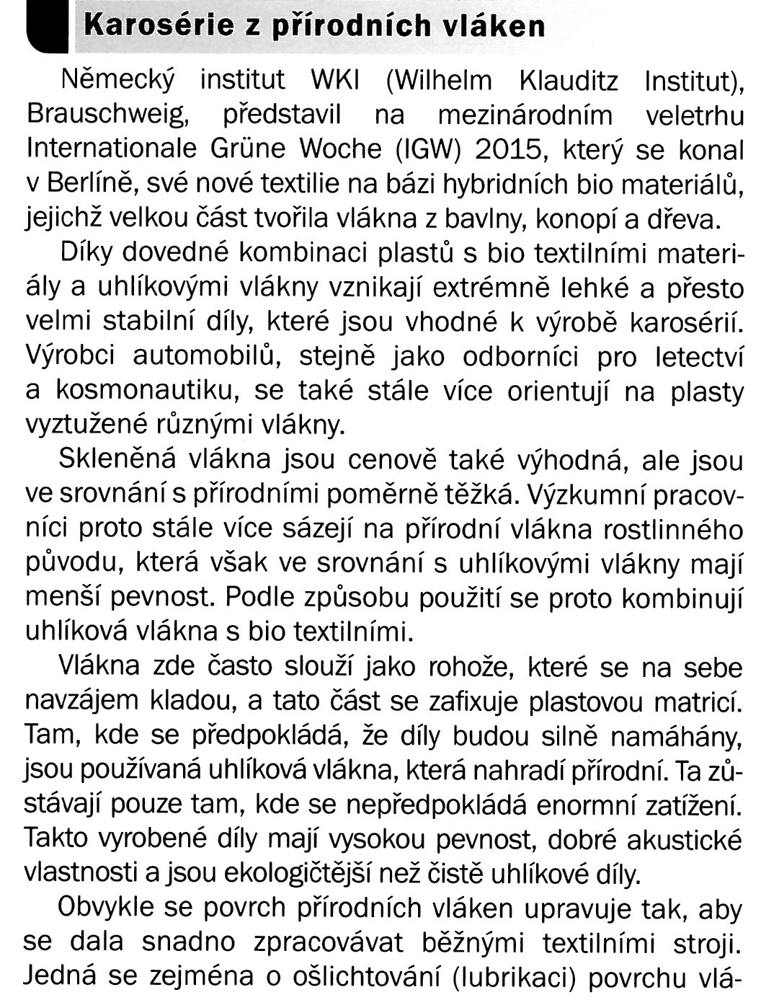 Karosérie z přírodních vláken
Německý institut WKI (Wilhelm Klauditz Institut),
Brauschweig, představil na mezinárodním veletrhu
Internationale Grüne Woche (IGW) 2015, který se konal
v Berlíně, své nové textilie na bázi hybridních bio materiálů,
jejichž velkou část tvořila vlákna z bavlny, konopí a dřeva.
Díky dovedné kombinaci plastů s bio textilními materi-
ály a uhlíkovými vlákny vznikají extrémně lehké a přesto
velmi stabilní díly, které jsou vhodné k výrobě karosérií.
Výrobci automobilů, stejně jako odborníci pro letectví
a kosmonautiku, se také stále více orientují na plasty
vyztužené různými vlákny.
Skleněná vlákna jsou cenově také výhodná, ale jsou
ve srovnání s přírodními poměrně těžká. Výzkumní pracov-
níci proto stále více sázejí na přírodní vlákna rostlinného
původu, která však ve srovnání s uhlíkovými vlákny mají
menší pevnost. Podle způsobu použití se proto kombinují
uhlíková vlákna s bio textilními.
Vlákna zde často slouží jako rohože, které se na sebe
navzájem kladou, a tato část se zafixuje plastovou matricí.
Tam, kde se předpokládá, že díly budou silně namáhány,
jsou používaná uhlíková vlákna, která nahradí přírodní. Ta zů-
stávají pouze tam, kde se nepředpokládá enormní zatížení.
Takto vyrobené díly mají vysokou pevnost, dobré akustické
vlastnosti a jsou ekologičtější než čistě uhlíkové díly.
Obvykle se povrch přírodních vláken upravuje tak, aby
se dala snadno zpracovávat běžnými textilními stroji.
Jedná se zejména o ošlichtování (lubrikaci) povrchu vlá-